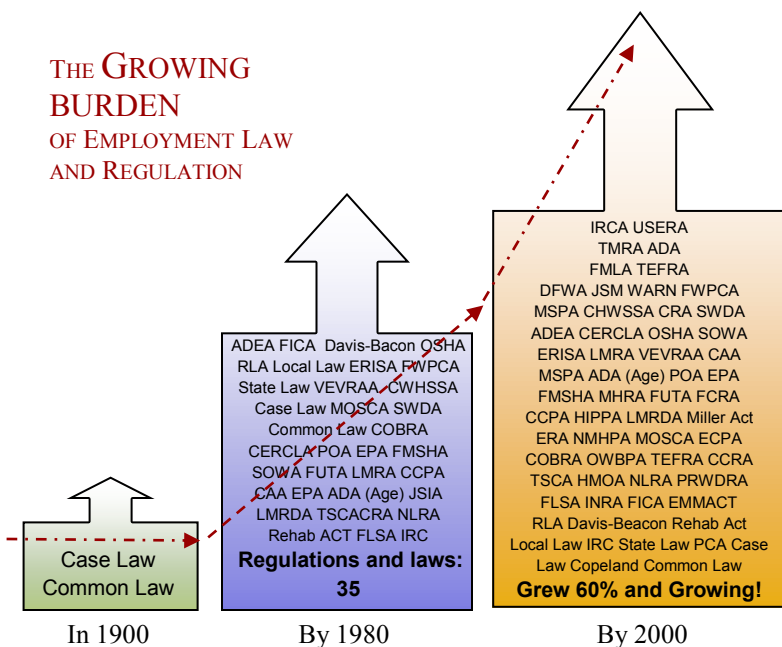 THE GROWING
BURDEN
OF EMPLOYMENT LAW
AND REGULATION
Case Law
Common Law
In 1900
ADEA FICA Davis-Bacon OSHA
RLA Local Law ERISA FWPCA
State Law VEVRAA CWHSSA
Case Law MOSCA SWDA
Common Law COBRA
CERCLA POA EPA FMSHA
SOWA FUTA LMRA CCPA
CAA EPA ADA (Age) JSIA
LMRDA TSCACRA NLRA
Rehab ACT FLSA IRC
Regulations and laws:
35
By 1980
IRCA USERA
TMRA ADA
FMLA TEFRA
DFWA JSM WARN FWPCA
MSPA CHWSSA CRA SWDA
ADEA CERCLA OSHA SOWA
ERISA LMRA VEVRAA CAA
MSPA ADA (Age) POA EPA
FMSHA MHRA FUTA FCRA
CCPA HIPPA LMRDA Miller Act
ERA NMHPA MOSCA ECPA
COBRA OWBPA TEFRA CCRA
TSCA HMOA NLRA PRWDRA
FLSA INRA FICA EMMACT
RLA Davis-Beacon Rehab Act
Local Law IRC State Law PCA Case
Law Copeland Common Law
Grew 60% and Growing!
By 2000